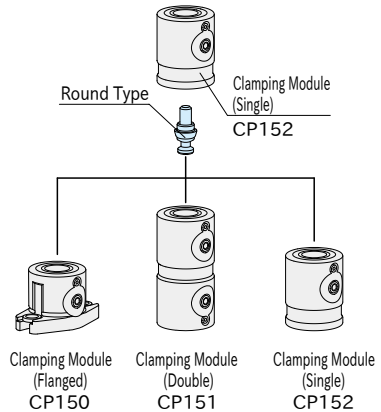 Clamping Module
(Single)
CP152
Round Type
Clamping Module
(Flanged)
CP150
Clamping Module
(Double)
CP151
Clamping Module
(Single)
CP152